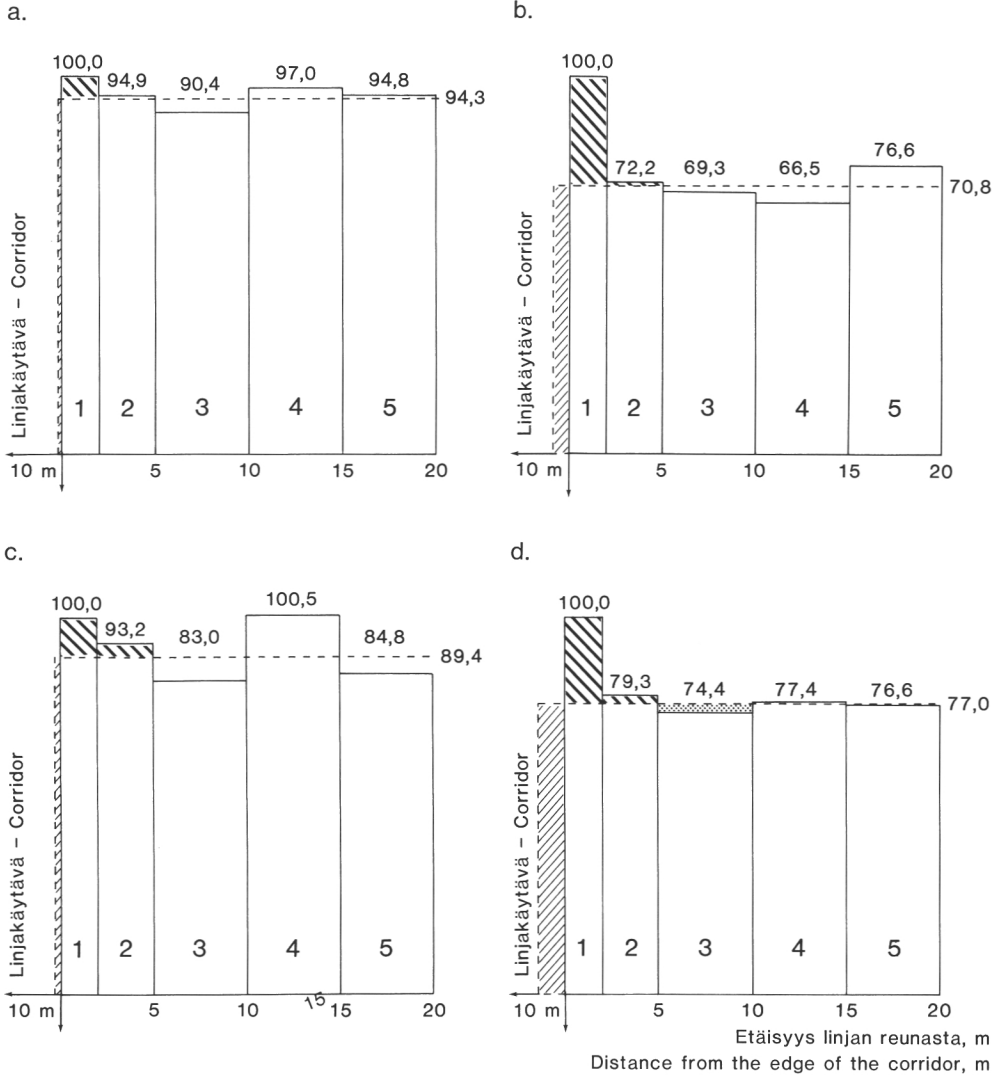 a.
100,0 94,9 90,4 97,0 94,8
94,3
Linjakäytävä – Corridor
1 2 3 4 5
10 m 5 10 15 20
b.
100,0 72,2 69,3 66,5 76,6
70,8
Linjakäytävä – Corridor
1 2 3 4 5
10 m 5 10 15 20
c.
100,0 93,2 83,0 100,5 84,8
89,4
Linjakäytävä – Corridor
1 2 3 4 5
10 m 5 10 15 20
d.
100,0 79,3 74,4 77,4 76,6
77,0
Linjakäytävä – Corridor
1 2 3 4 5
10 m 5 10 15 20
Etäisyys linjan reunasta, m
Distance from the edge of the corridor, m